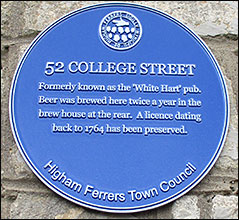 52 COLLEGE STREET
Formerly known as the 'White Hart' pub.
Beer was brewed here twice a year in the
brew house at the rear. A licence dating
back to 1764 has been preserved.
Higham Ferrers Town Council